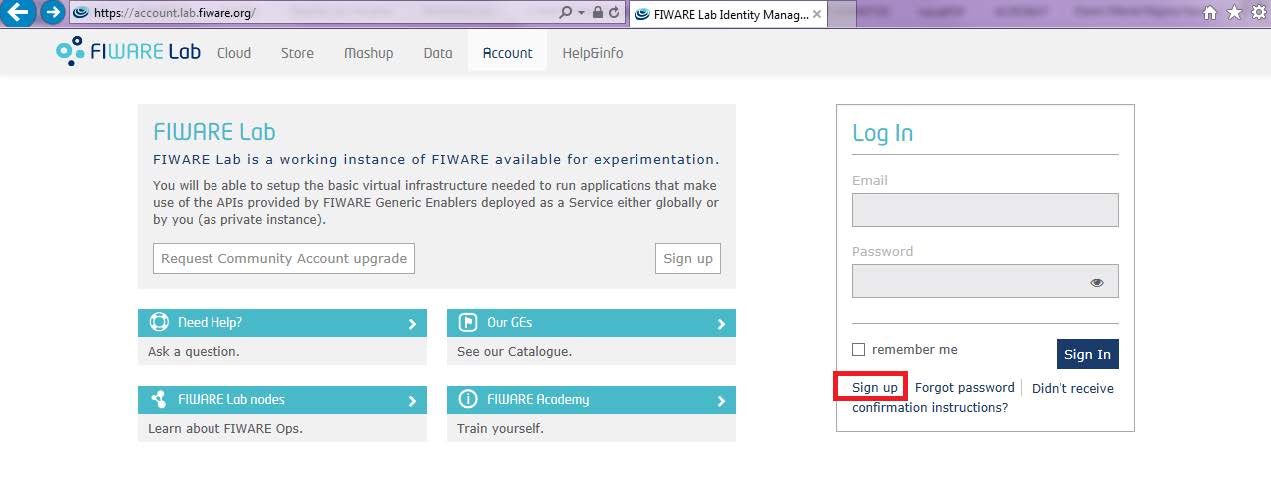 https://account.lab.fiware.org/
FIWARE Lab Identity Manag...
FIWARE Lab Cloud Store Mashup Data Account Help&info
FIWARE Lab
FIWARE Lab is a working instance of FIWARE available for experimentation.
You will be able to setup the basic virtual infrastructure needed to run applications that make
use of the APIs provided by FIWARE Generic Enablers deployed as a Service either globally or
by you (as private instance).
Request Community Account upgrade
Sign up
Need Help?
Ask a question.
Our GEs
See our Catalogue.
FIWARE Lab nodes
Learn about FIWARE Ops.
FIWARE Academy
Train yourself.
Log In
Email
Password
remember me
Sign In
Sign up Forgot password Didn't receive
confirmation instructions?